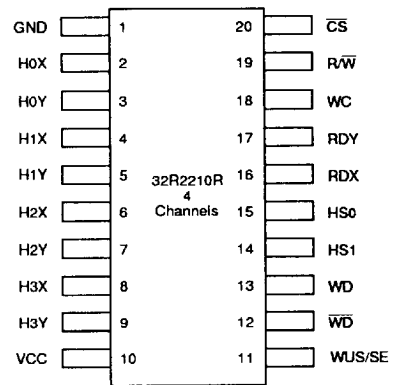 GND 1 20 C̅S̅
H0X 2 19 R/W̅
H0Y 3 18 WC
H1X 4 17 RDY
H1Y 5 16 RDX
32R2210R
4
Channels
H2X 6 15 HS0
H2Y 7 14 HS1
H3X 8 13 WD
H3Y 9 12 W̅D̅
VCC 10 11 WUS/SE